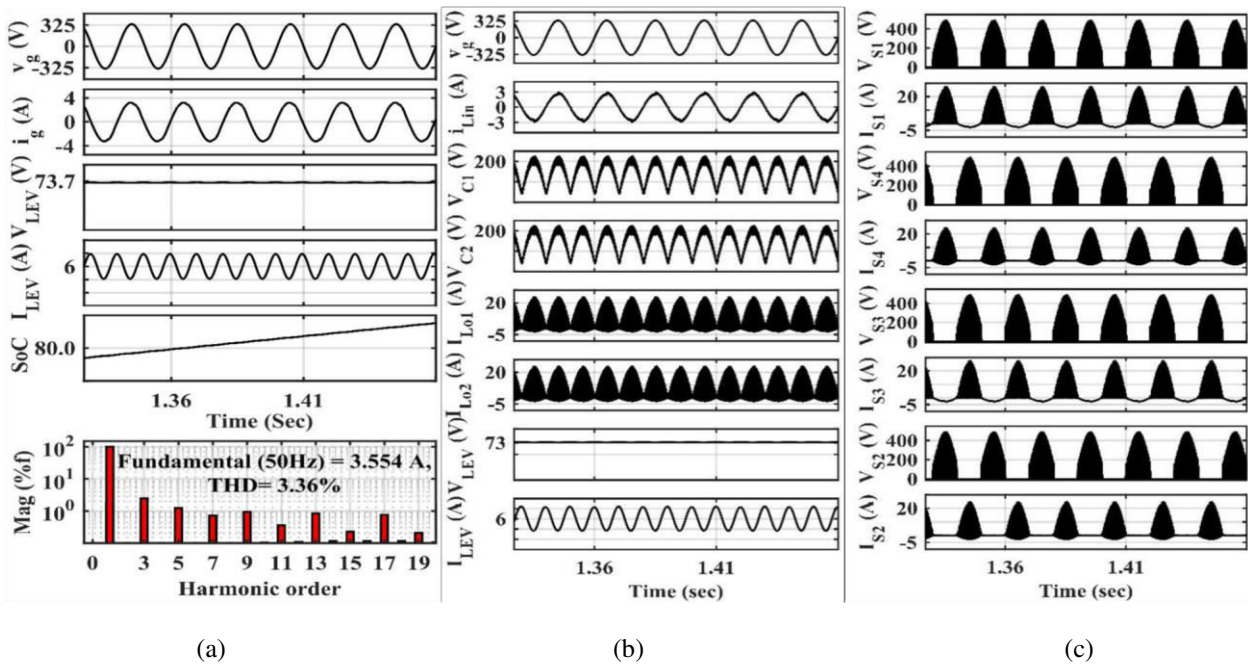 v_g (V)
325
0
-325
i_g (A)
4
0
-4
V_LEV (V)
73.7
I_LEV (A)
6
SoC
80.0
1.36
1.41
Time (Sec)
Mag (%f)
10^2
10^1
10^0
Fundamental (50Hz) = 3.554 A,
THD= 3.36%
0 3 5 7 9 11 13 15 17 19
Harmonic order
(a)
v_g (V)
325
0
-325
i_Lin (A)
3
0
-3
V_C1 (V)
200
V_C2 (V)
200
I_Lo1 (A)
20
-5
I_Lo2 (A)
20
-5
V_LEV (V)
73
I_LEV (A)
6
1.36
1.41
Time (sec)
(b)
V_S1 (V)
400
200
0
I_S1 (A)
20
-5
V_S4 (V)
400
200
0
I_S4 (A)
20
-5
V_S3 (V)
400
200
0
I_S3 (A)
20
-5
V_S2 (V)
400
200
0
I_S2 (A)
20
-5
1.36
1.41
Time (sec)
(c)